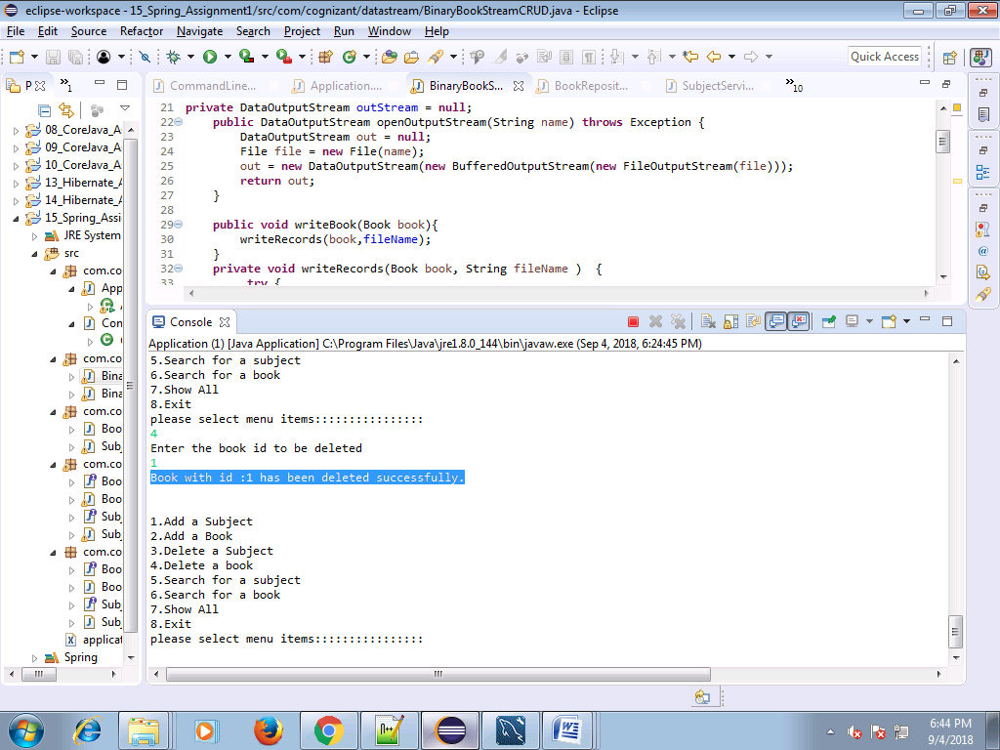 eclipse-workspace - 15_Spring_Assignment1/src/com/cognizant/datastream/BinaryBookStreamCRUD.java - Eclipse
File Edit Source Refactor Navigate Search Project Run Window Help
Quick Access
P
1
CommandLine...
Application....
BinaryBookS...
BookReposit...
SubjectServi...
10
08_CoreJava_A
09_CoreJava_A
10_CoreJava_A
13_Hibernate_A
14_Hibernate_A
15_Spring_Assi
JRE System
src
com.co
App
Con
com.co
Bina
Bina
com.co
Boo
Subj
com.co
Boo
Boo
Subj
Subj
com.co
Boo
Boo
Subj
Subj
applicat
Spring
21 private DataOutputStream outStream = null;
22 public DataOutputStream openOutputStream(String name) throws Exception {
23 DataOutputStream out = null;
24 File file = new File(name);
25 out = new DataOutputStream(new BufferedOutputStream(new FileOutputStream(file)));
26 return out;
27 }
28
29 public void writeBook(Book book){
30 writeRecords(book,fileName);
31 }
32 private void writeRecords(Book book, String fileName ) {
33 try {
Console
Application (1) [Java Application] C:\Program Files\Java\jre1.8.0_144\bin\javaw.exe (Sep 4, 2018, 6:24:45 PM)
5.Search for a subject
6.Search for a book
7.Show All
8.Exit
please select menu items::::::::::::::::
4
Enter the book id to be deleted
1
Book with id :1 has been deleted successfully.
1.Add a Subject
2.Add a Book
3.Delete a Subject
4.Delete a book
5.Search for a subject
6.Search for a book
7.Show All
8.Exit
please select menu items::::::::::::::::
6:44 PM
9/4/2018